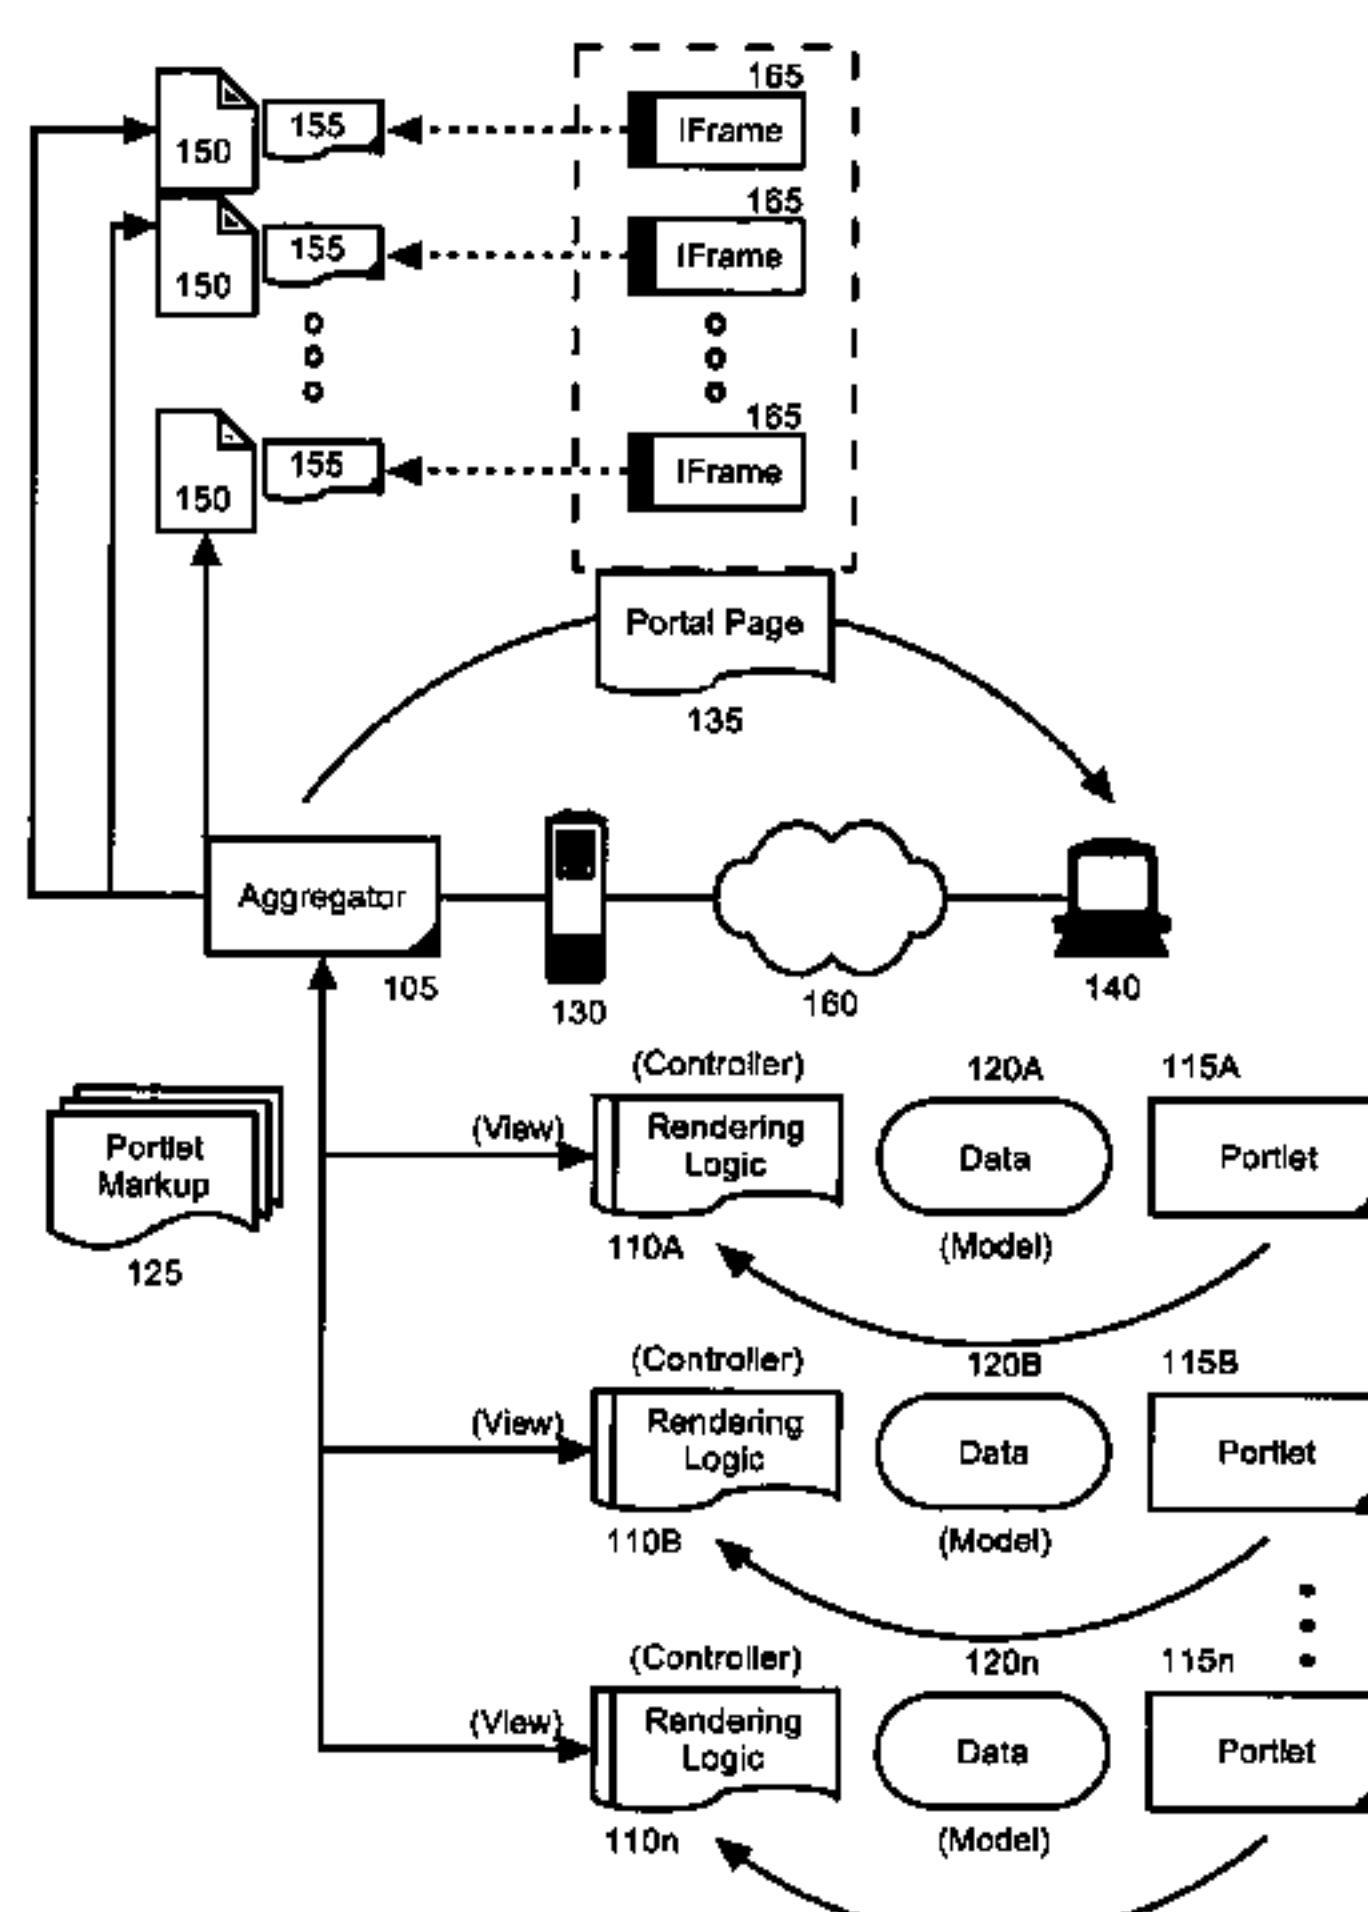 165
155
IFrame
150
165
155
IFrame
150
165
155
IFrame
150
Portal Page
135
Aggregator
105
130
160
140
(Controller)
120A
115A
(View)
Rendering
Logic
Data
Portlet
Portlet
Markup
110A
(Model)
125
(Controller)
120B
115B
(View)
Rendering
Logic
Data
Portlet
110B
(Model)
(Controller)
120n
115n
(View)
Rendering
Logic
Data
Portlet
110n
(Model)